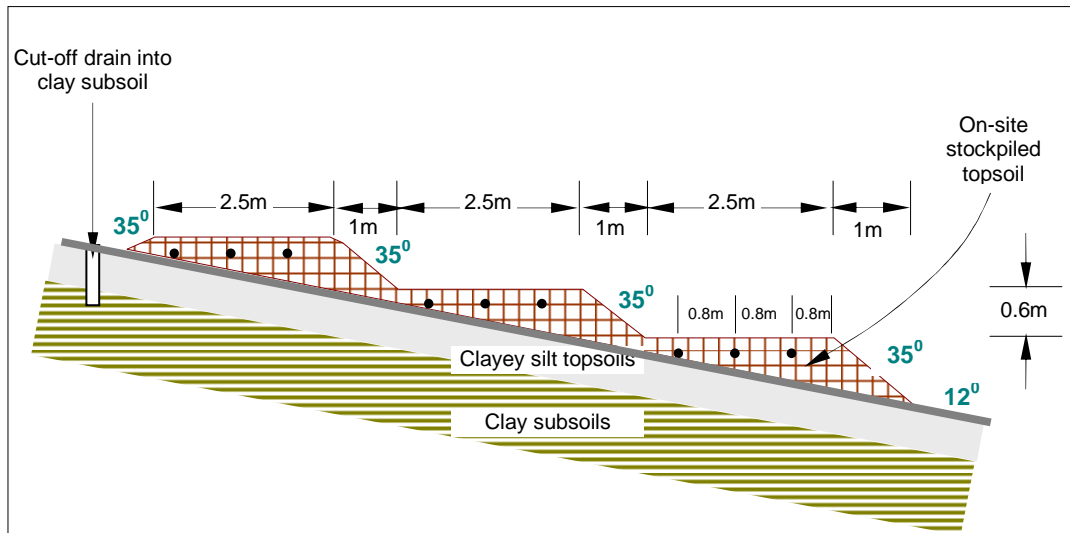 Cut-off drain into
clay subsoil
On-site
stockpiled
topsoil
2.5m
1m
2.5m
1m
2.5m
1m
35⁰
35⁰
35⁰
0.8m
0.8m
0.8m
0.6m
35⁰
12⁰
Clayey silt topsoils
Clay subsoils